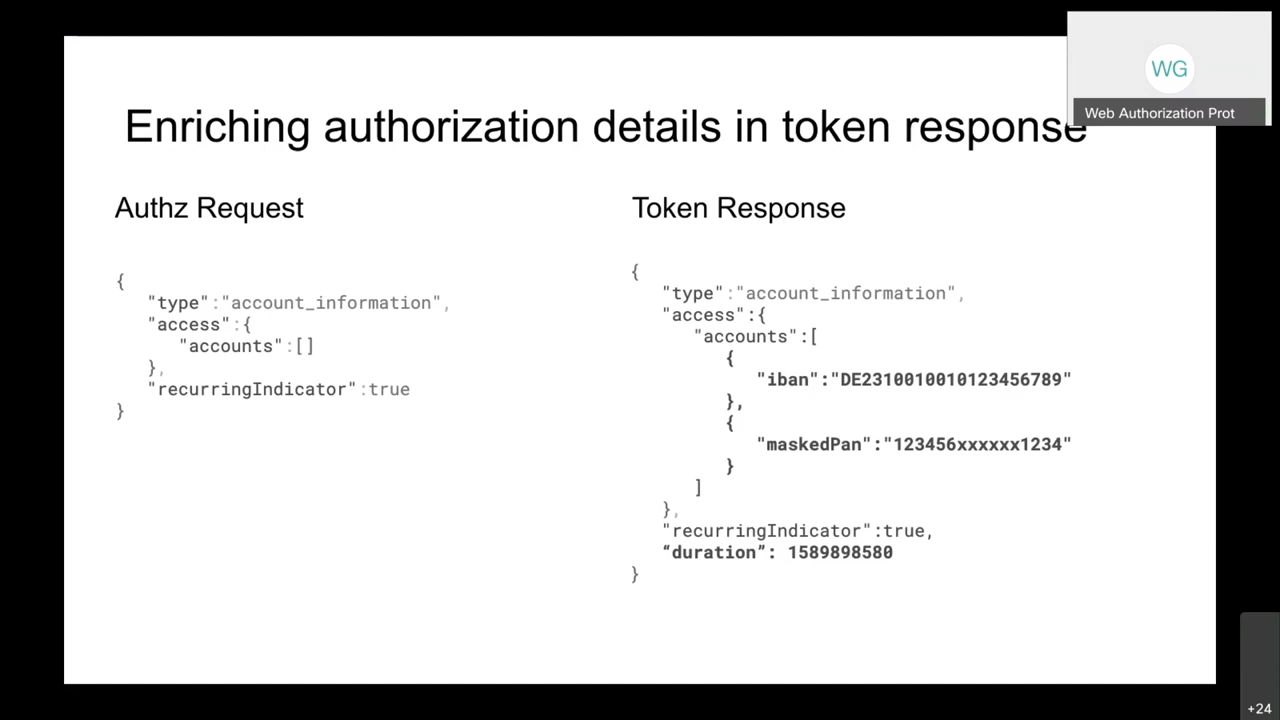 Enriching authorization details in token response
WG
Web Authorization Prot
Authz Request
{
"type":"account_information",
"access":{
"accounts":[]
},
"recurringIndicator":true
}
Token Response
{
"type":"account_information",
"access":{
"accounts":[
{
"iban":"DE2310010010123456789"
},
{
"maskedPan":"123456xxxxxx1234"
}
]
},
"recurringIndicator":true,
“duration”: 1589898580
}
+24